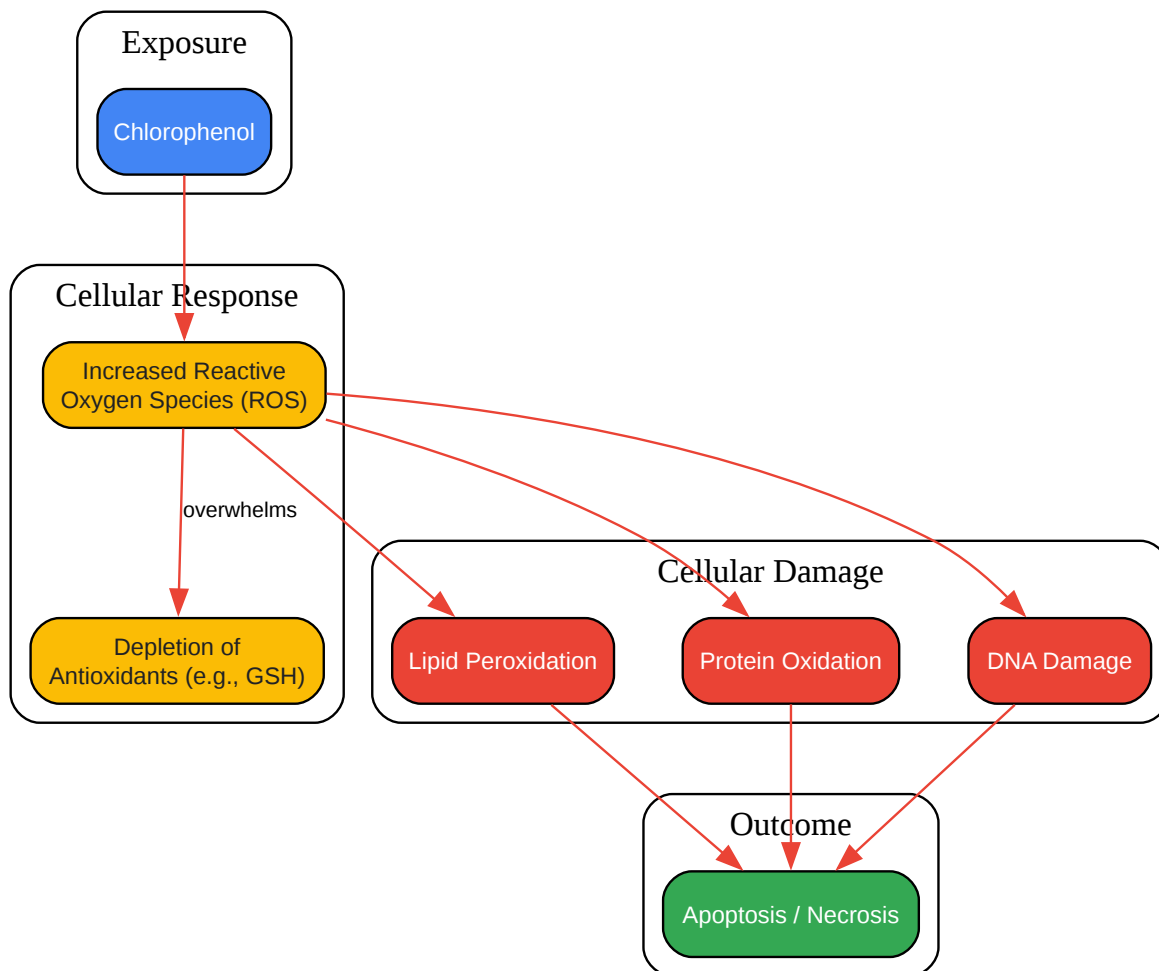 Exposure
Chlorophenol
Cellular Response
Increased Reactive
Oxygen Species (ROS)
overwhelms
Depletion of
Antioxidants (e.g., GSH)
Cellular Damage
Lipid Peroxidation
Protein Oxidation
DNA Damage
Outcome
Apoptosis / Necrosis